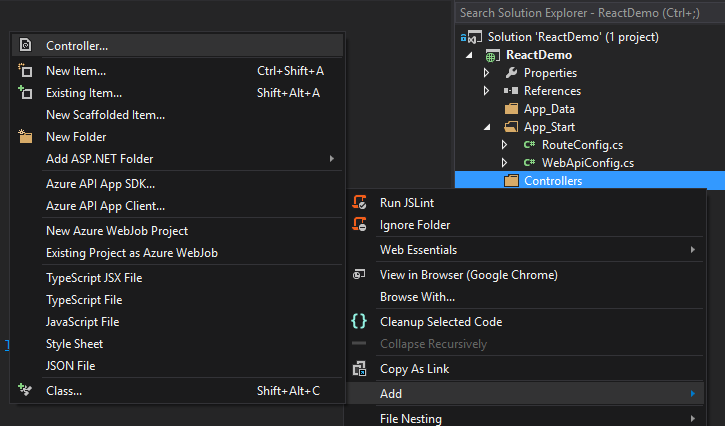 Search Solution Explorer - ReactDemo (Ctrl+;)
Solution 'ReactDemo' (1 project)
ReactDemo
Properties
References
App_Data
App_Start
C# RouteConfig.cs
C# WebApiConfig.cs
Controllers
Controller...
New Item... Ctrl+Shift+A
Existing Item... Shift+Alt+A
New Scaffolded Item...
New Folder
Add ASP.NET Folder
Azure API App SDK...
Azure API App Client...
New Azure WebJob Project
Existing Project as Azure WebJob
TypeScript JSX File
TypeScript File
JavaScript File
Style Sheet
JSON File
Class... Shift+Alt+C
Run JSLint
Ignore Folder
Web Essentials
View in Browser (Google Chrome)
Browse With...
Cleanup Selected Code
Collapse Recursively
Copy As Link
Add
File Nesting